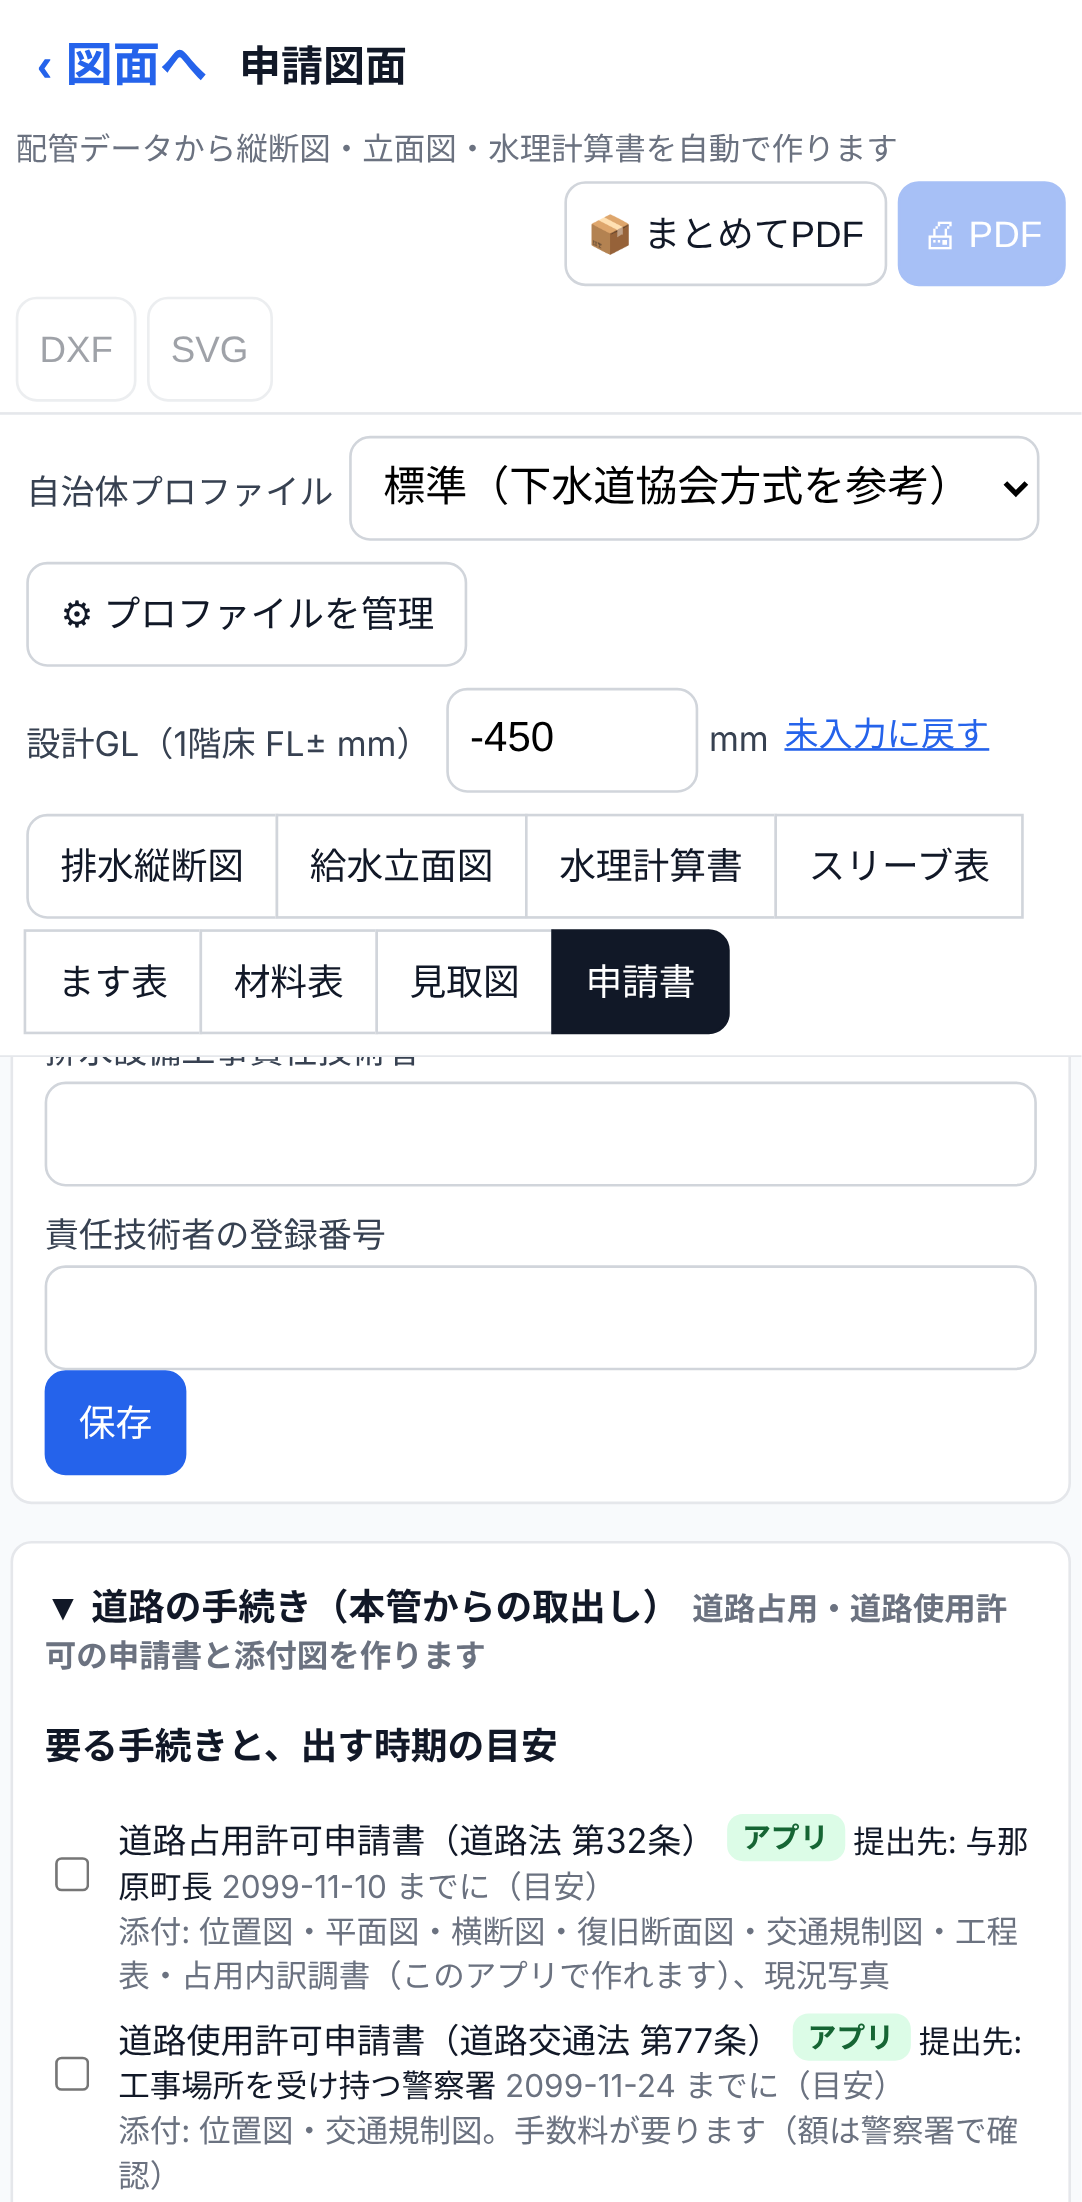 ‹ 図面へ 申請図面
配管データから縦断図・立面図・水理計算書を自動で作ります
📦 まとめてPDF 🖨 PDF
DXF SVG
自治体プロファイル 標準（下水道協会方式を参考）
⚙ プロファイルを管理
設計GL（1階床 FL± mm） -450 mm 未入力に戻す
排水縦断図 給水立面図 水理計算書 スリーブ表
ます表 材料表 見取図 申請書
排水設備工事責任技術者
責任技術者の登録番号
保存
▼ 道路の手続き（本管からの取出し） 道路占用・道路使用許
可の申請書と添付図を作ります
要る手続きと、出す時期の目安
道路占用許可申請書（道路法 第32条） アプリ 提出先: 与那
原町長 2099-11-10 までに（目安）
添付: 位置図・平面図・横断図・復旧断面図・交通規制図・工程
表・占用内訳調書（このアプリで作れます）、現況写真
道路使用許可申請書（道路交通法 第77条） アプリ 提出先:
工事場所を受け持つ警察署 2099-11-24 までに（目安）
添付: 位置図・交通規制図。手数料が要ります（額は警察署で確
認）